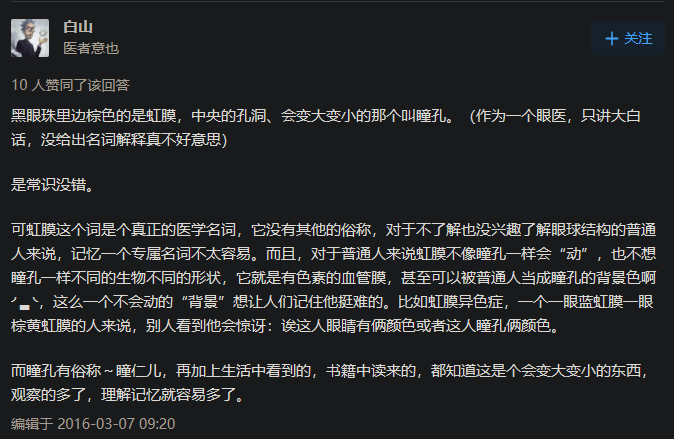 白山
医者意也
+ 关注
10 人赞同了该回答
黑眼珠里边棕色的是虹膜，中央的孔洞、会变大变小的那个叫瞳孔。（作为一个眼医，只讲大白
话，没给出名词解释真不好意思）
是常识没错。
可虹膜这个词是个真正的医学名词，它没有其他的俗称，对于不了解也没兴趣了解眼球结构的普通
人来说，记忆一个专属名词不太容易。而且，对于普通人来说虹膜不像瞳孔一样会“动”，也不想
瞳孔一样不同的生物不同的形状，它就是有色素的血管膜，甚至可以被普通人当成瞳孔的背景色啊
╯▂╰，这么一个不会动的“背景”想让人们记住他挺难的。比如虹膜异色症，一个一眼蓝虹膜一眼
棕黄虹膜的人来说，别人看到他会惊讶：诶这人眼睛有俩颜色或者这人瞳孔俩颜色。
而瞳孔有俗称～瞳仁儿，再加上生活中看到的，书籍中读来的，都知道这是个会变大变小的东西，
观察的多了，理解记忆就容易多了。
编辑于 2016-03-07 09:20